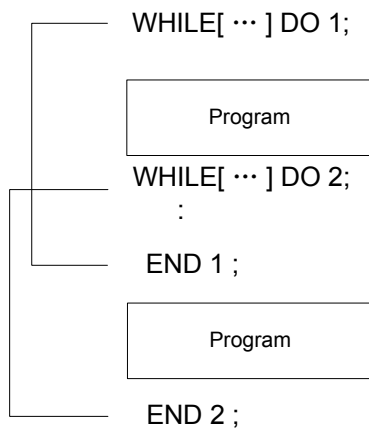 WHILE[ ··· ] DO 1;
Program
WHILE[ ··· ] DO 2;
:
END 1 ;
Program
END 2 ;